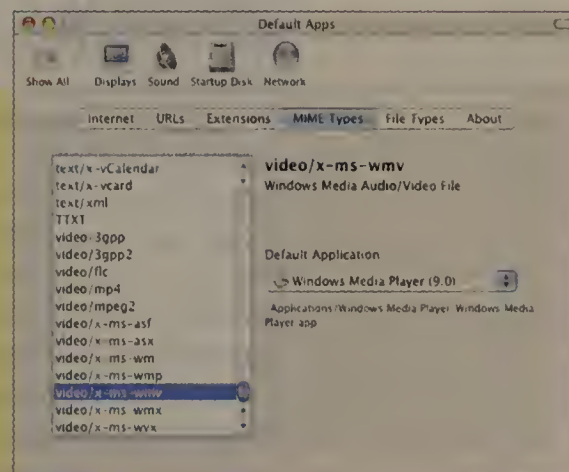 Default Apps
Show All Displays Sound Startup Disk Network
Internet URLs Extensions MIME Types File Types About
text/x-vCalendar
text/x-vcard
text/xml
TTXT
video/3gpp
video/3gpp2
video/flc
video/mp4
video/mpeg2
video/x-ms-asf
video/x-ms-asx
video/x-ms-wm
video/x-ms-wmp
video/x-ms-wmv
video/x-ms-wmx
video/x-ms-wvx
video/x-ms-wmv
Windows Media Audio/Video File
Default Application
Windows Media Player (9.0)
Applications/Windows Media Player/Windows Media
Player.app